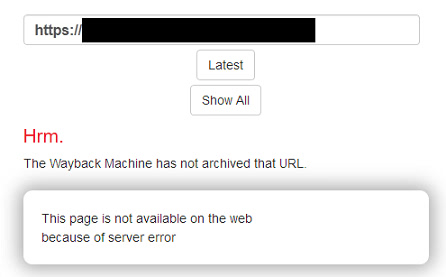 https://
Latest
Show All
Hrm.
The Wayback Machine has not archived that URL.
This page is not available on the web
because of server error